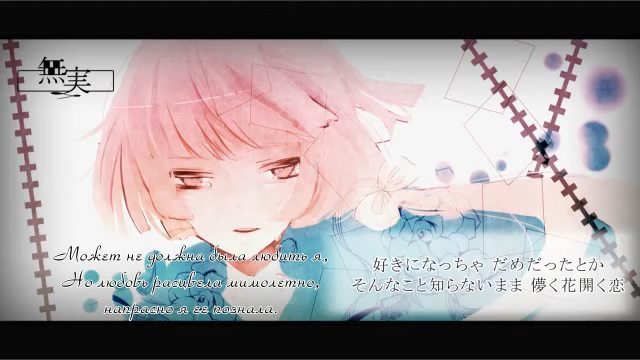 無実
Может не должна была любить я,
Но любовь расцвела мимолетно,
напрасно я ее познала.
好きになっちゃ だめだったとか
そんなこと知らないまま 儚く花開く恋